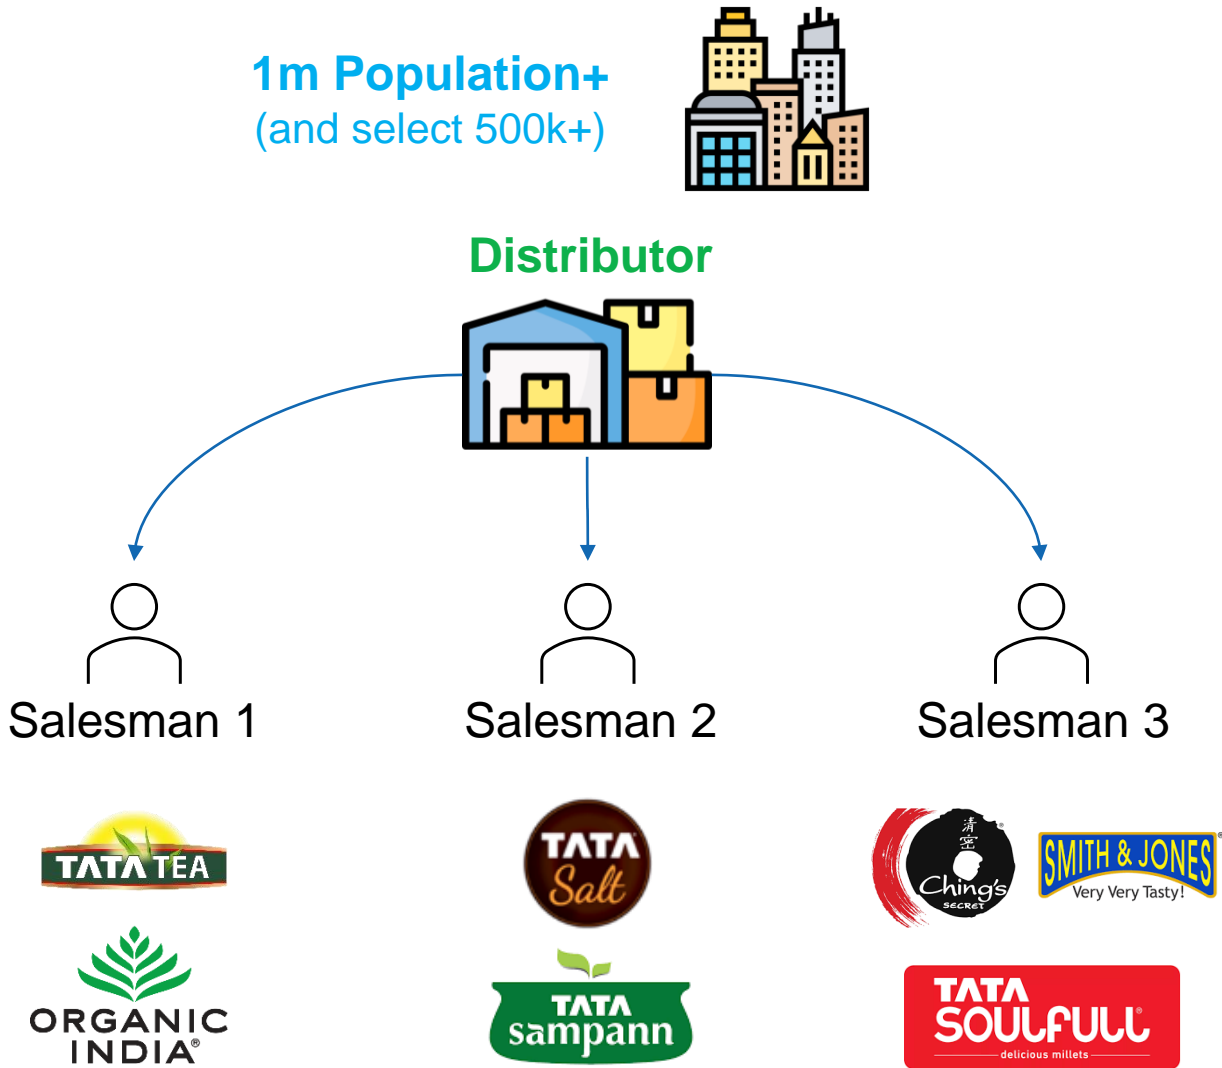 1m Population+
(and select 500k+)
Distributor
Salesman 1
Salesman 2
Salesman 3
TATA TEA
ORGANIC
INDIA®
TATA
Salt
TATA
sampann
清
Ching's
SECRET
SMITH & JONES®
Very Very Tasty!
TATA
SOULFULL
delicious millets